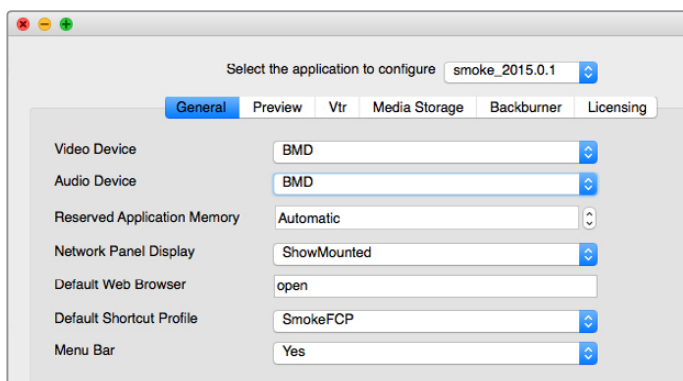 Select the application to configure smoke_2015.0.1
General Preview Vtr Media Storage Backburner Licensing
Video Device BMD
Audio Device BMD
Reserved Application Memory Automatic
Network Panel Display ShowMounted
Default Web Browser open
Default Shortcut Profile SmokeFCP
Menu Bar Yes